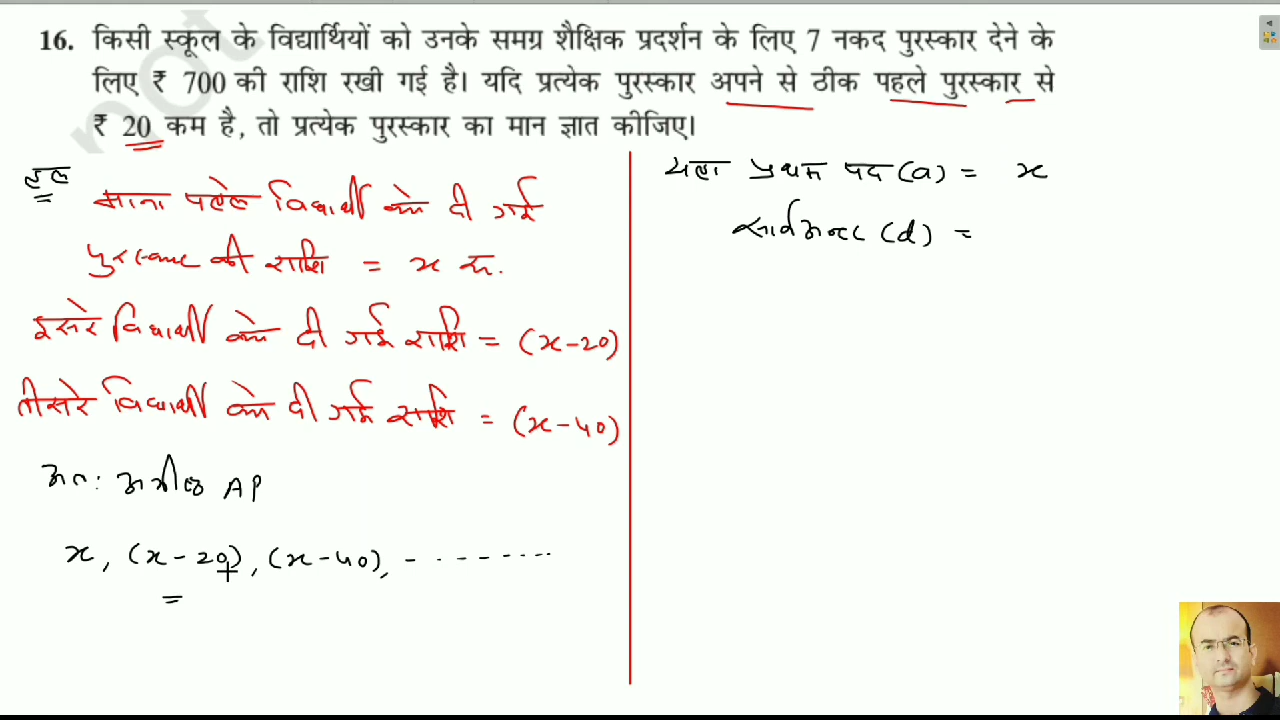 16. किसी स्कूल के विद्यार्थियों को उनके समग्र शैक्षिक प्रदर्शन के लिए 7 नकद पुरस्कार देने के
लिए ₹ 700 की राशि रखी गई है। यदि प्रत्येक पुरस्कार अपने से ठीक पहले पुरस्कार से
₹ 20 कम है, तो प्रत्येक पुरस्कार का मान ज्ञात कीजिए।
हल
माना पहले विद्यार्थी को दी गई
पुरस्कार की राशि = x रू.
दूसरे विद्यार्थी को दी गई राशि = (x-20)
तीसरे विद्यार्थी को दी गई राशि = (x-40)
अतः अभीष्ट AP
x, (x-20), (x-40), ---------
यहा प्रथम पद (a) = x
सार्वअन्तर (d) =
not